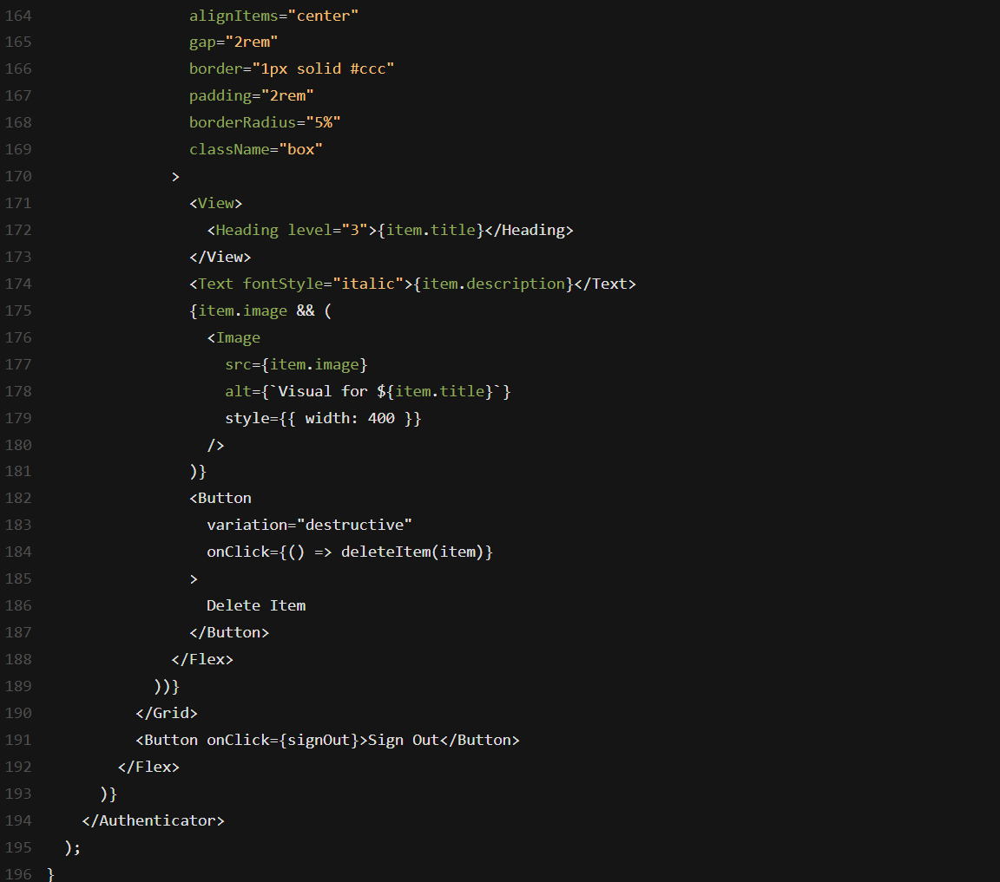 164 alignItems="center"
165 gap="2rem"
166 border="1px solid #ccc"
167 padding="2rem"
168 borderRadius="5%"
169 className="box"
170 >
171 <View>
172 <Heading level="3">{item.title}</Heading>
173 </View>
174 <Text fontStyle="italic">{item.description}</Text>
175 {item.image && (
176 <Image
177 src={item.image}
178 alt={`Visual for ${item.title}`}
179 style={{ width: 400 }}
180 />
181 )}
182 <Button
183 variation="destructive"
184 onClick={() => deleteItem(item)}
185 >
186 Delete Item
187 </Button>
188 </Flex>
189 ))}
190 </Grid>
191 <Button onClick={signOut}>Sign Out</Button>
192 </Flex>
193 )}
194 </Authenticator>
195 );
196 }